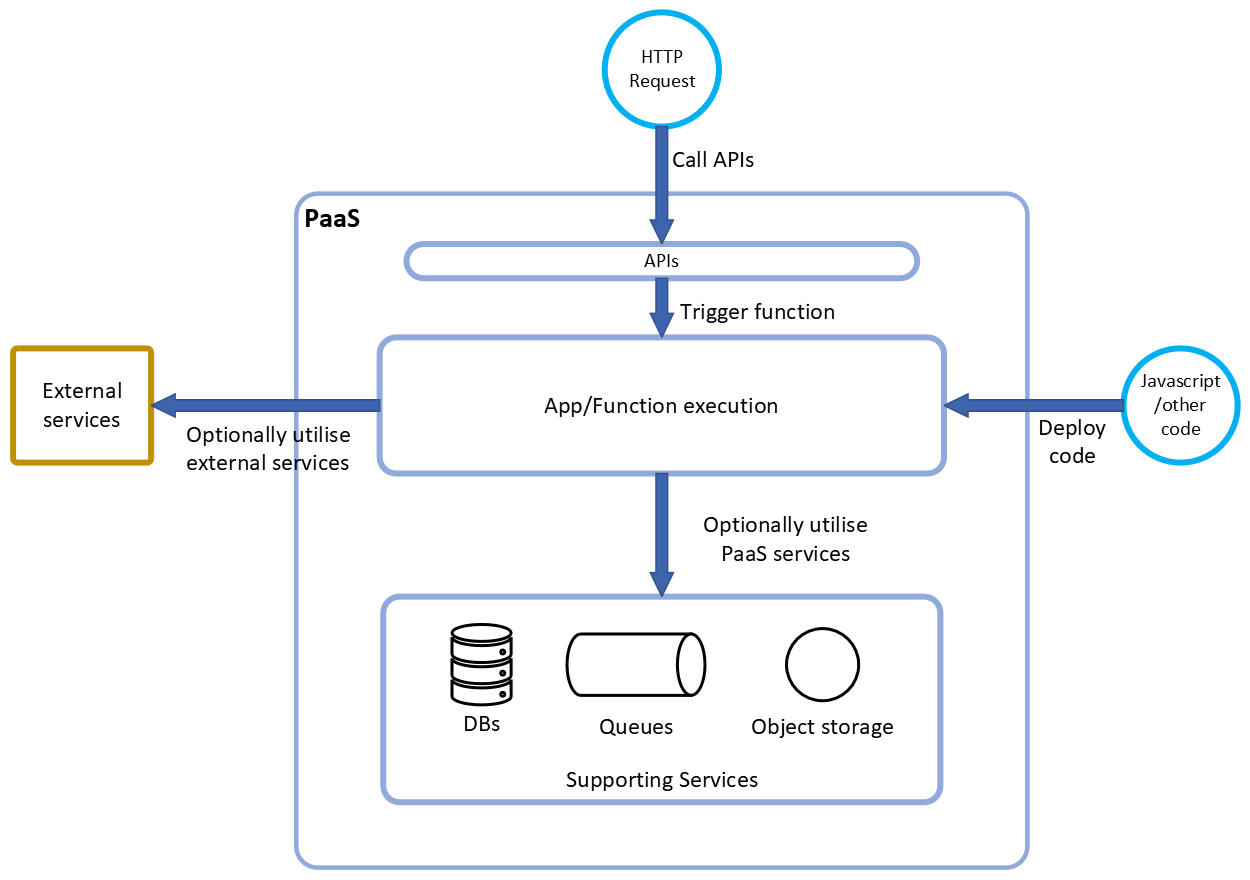 HTTP
Request
Call APIs
PaaS
APIs
Trigger function
External
services
App/Function execution
Javascript
/other
code
Optionally utilise
external services
Deploy
code
Optionally utilise
PaaS services
DBs
Queues
Object storage
Supporting Services